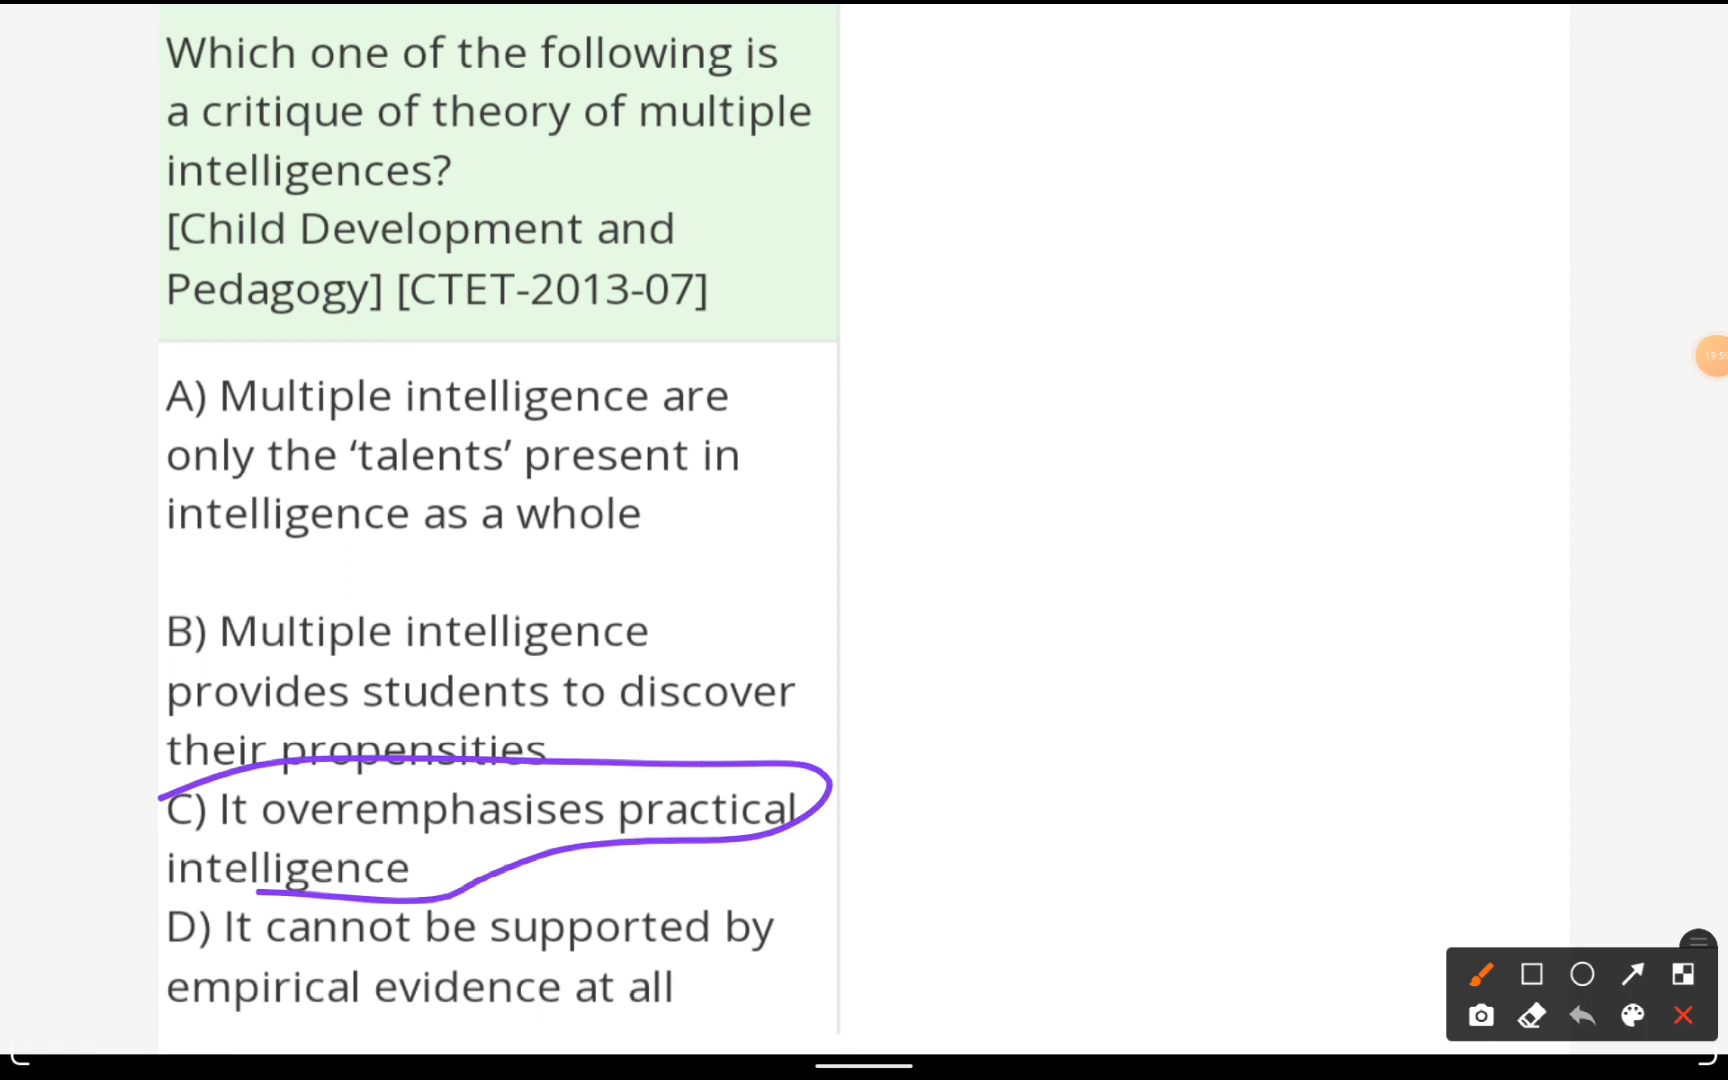 Which one of the following is
a critique of theory of multiple
intelligences?
[Child Development and
Pedagogy] [CTET-2013-07]
A) Multiple intelligence are
only the ‘talents’ present in
intelligence as a whole
B) Multiple intelligence
provides students to discover
their propensities
C) It overemphasises practical
intelligence
D) It cannot be supported by
empirical evidence at all